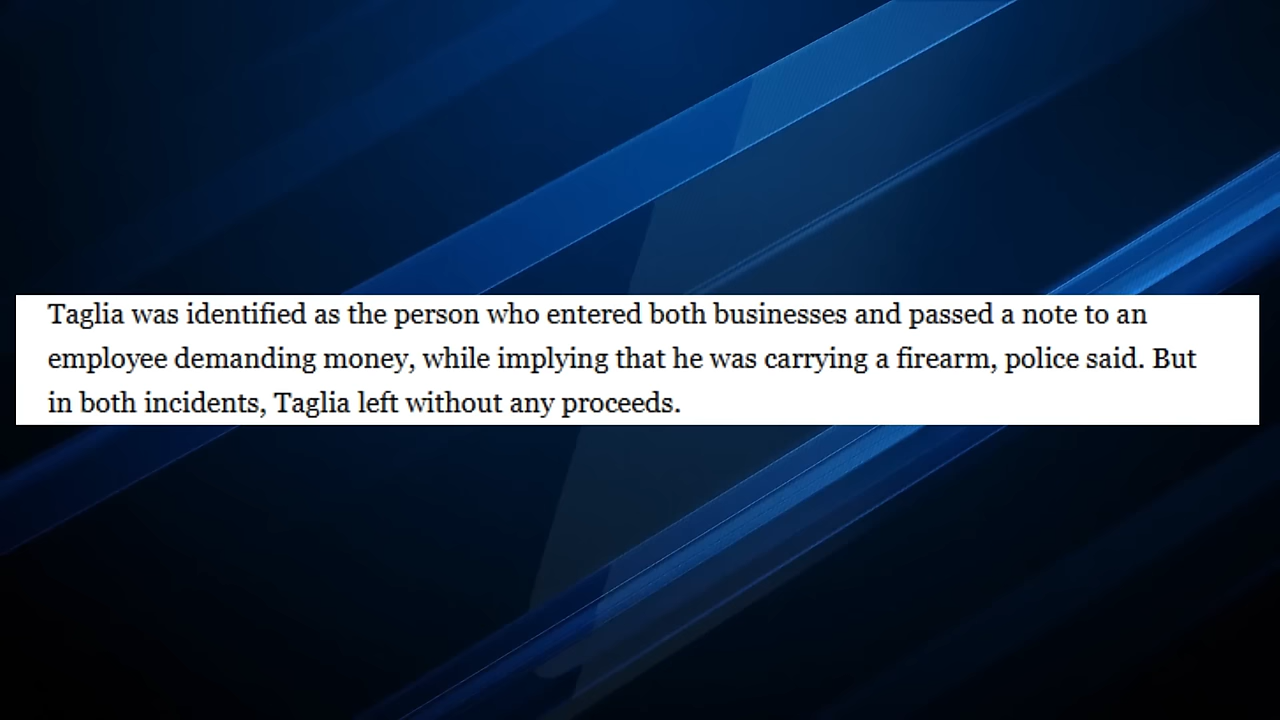 Taglia was identified as the person who entered both businesses and passed a note to an
employee demanding money, while implying that he was carrying a firearm, police said. But
in both incidents, Taglia left without any proceeds.